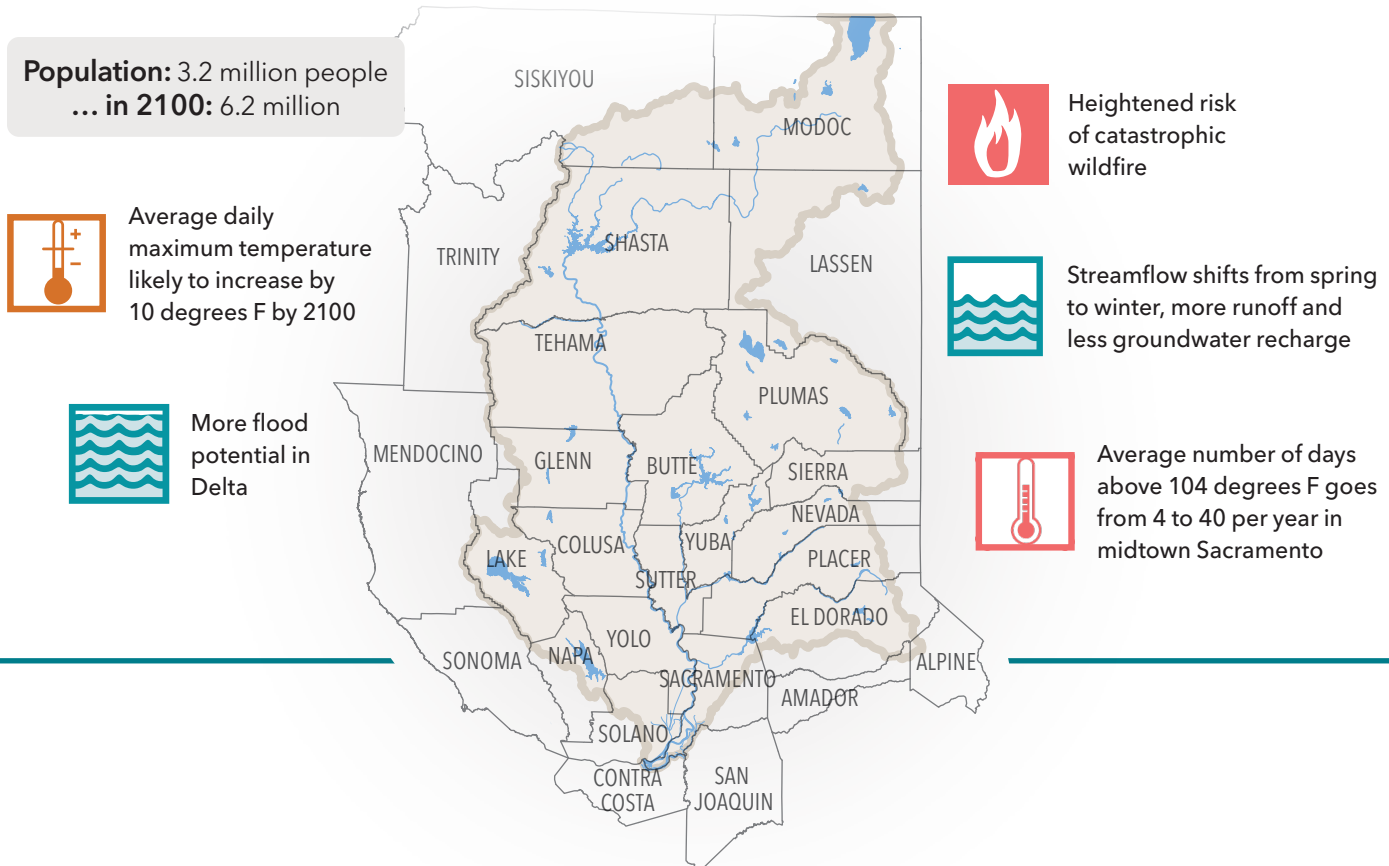 Population: 3.2 million people
... in 2100: 6.2 million
Average daily
maximum temperature
likely to increase by
10 degrees F by 2100
More flood
potential in
Delta
SISKIYOU
MODOC
TRINITY
SHASTA
LASSEN
TEHAMA
PLUMAS
MENDOCINO
GLENN
BUTTE
SIERRA
NEVADA
LAKE
COLUSA
YUBA
PLACER
SUTTER
EL DORADO
YOLO
SONOMA
NAPA
SACRAMENTO
ALPINE
AMADOR
SOLANO
CONTRA
COSTA
SAN
JOAQUIN
Heightened risk
of catastrophic
wildfire
Streamflow shifts from spring
to winter, more runoff and
less groundwater recharge
Average number of days
above 104 degrees F goes
from 4 to 40 per year in
midtown Sacramento